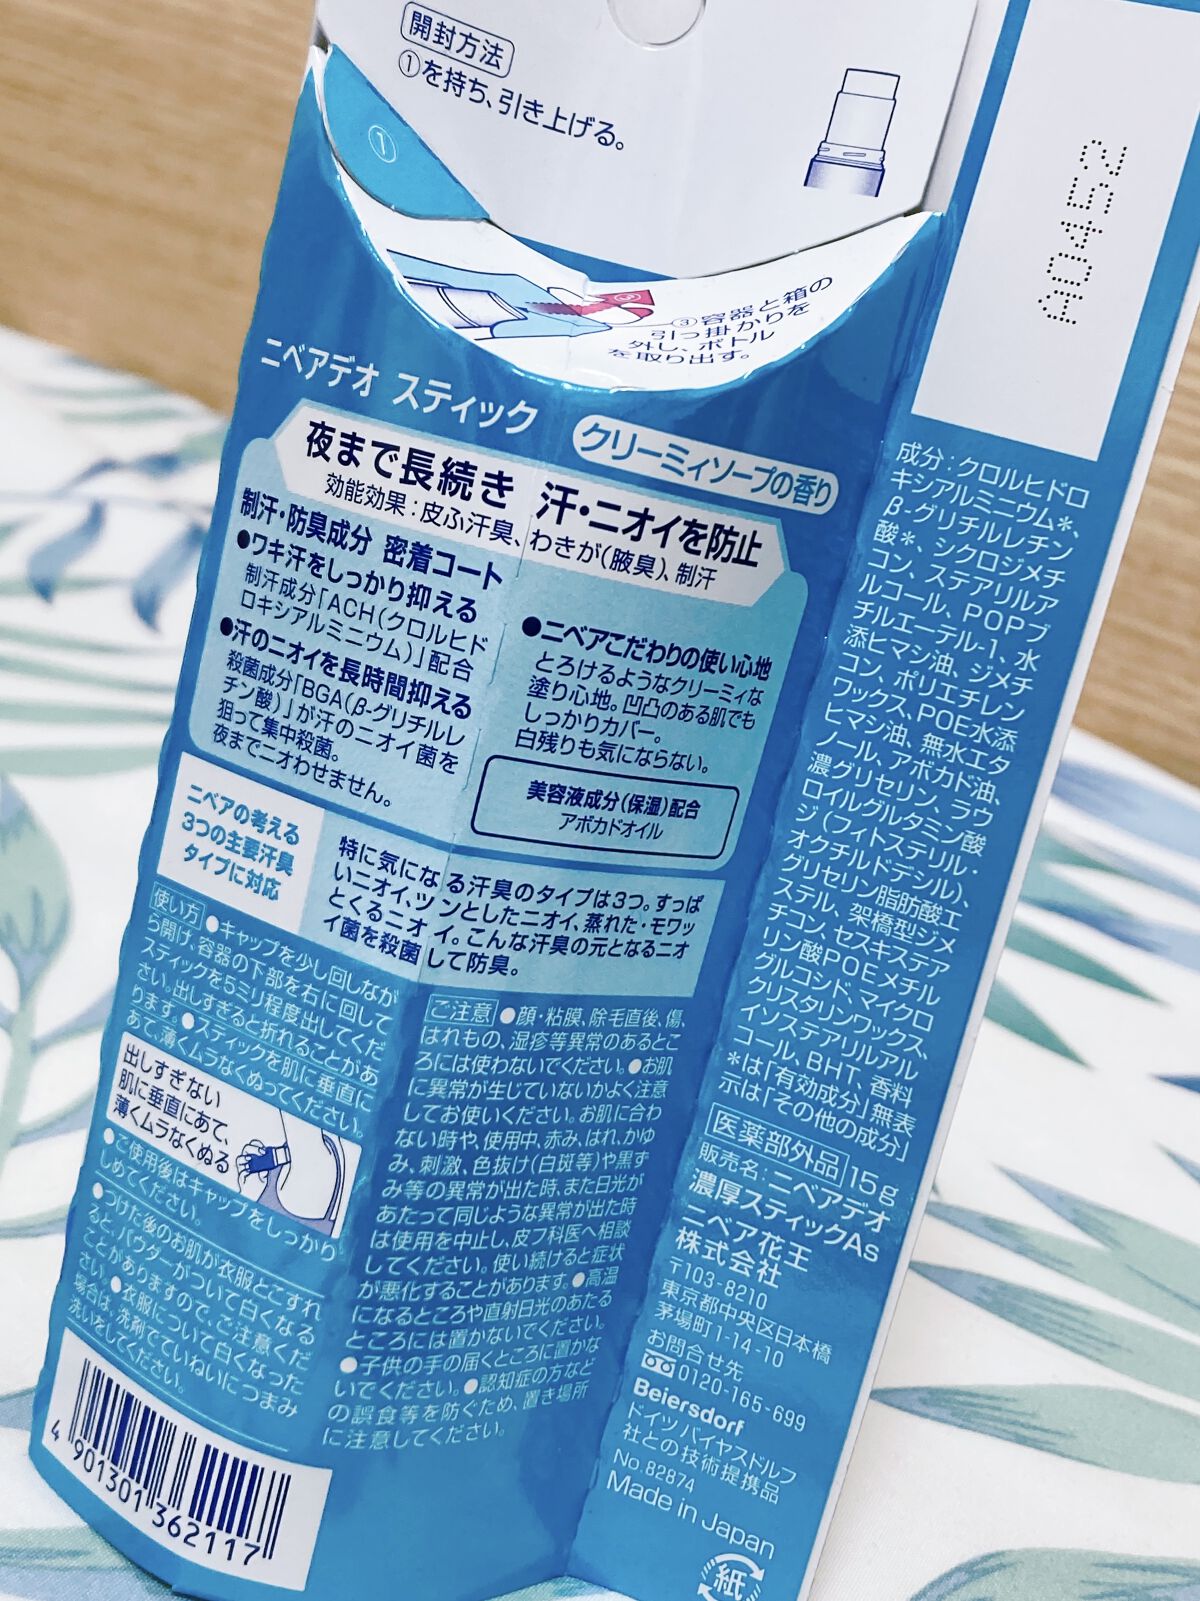 開封方法
①を持ち、引き上げる。
①
③容器と箱の
引っ掛かりを
外し、ボトル
を取り出す。
A0452
ニベアデオ スティック
クリーミィソープの香り
夜まで長続き 汗・ニオイを防止
効能効果：皮ふ汗臭、わきが(腋臭)、制汗
制汗・防臭成分 密着コート
●ワキ汗をしっかり抑える
制汗成分「ACH(クロルヒド
ロキシアルミニウム)」配合
●汗のニオイを長時間抑える
殺菌成分「BGA(β-グリチルレ
チン酸)」が汗のニオイ菌を
狙って集中殺菌。
夜までニオわせません。
●ニベアこだわりの使い心地
とろけるようなクリーミィな
塗り心地。凹凸のある肌でも
しっかりカバー。
白残りも気にならない。
美容液成分(保湿)配合
アボカドオイル
ニベアの考える
3つの主要汗臭
タイプに対応
特に気になる汗臭のタイプは3つ。すっぱ
いニオイ、ツンとしたニオイ、蒸れた・モワッ
とくるニオイ。こんな汗臭の元となるニオ
イ菌を殺菌して防臭。
使い方 ●キャップを少し回しなが
ら開け、容器の下部を右に回して
スティックを5ミリ程度出してくだ
さい。出しすぎると折れることがあ
ります。●スティックを肌に垂直に
あて、薄くムラなくぬってください。
出しすぎない
肌に垂直にあて、
薄くムラなくぬる
●ご使用後はキャップをしっかり
しめてください。
●つけた後のお肌が衣服とこすれ
ると、パウダーがついて白くなる
ことがありますので、ご注意くだ
さい。●衣服について白くなった
場合は、洗剤でていねいにつまみ
洗いをしてください。
4 901301 362117
ご注意 ●顔・粘膜、除毛直後、傷、
はれもの、湿疹等異常のあるとこ
ろには使わないでください。●お肌
に異常が生じていないかよく注意
してお使いください。お肌に合わ
ない時や、使用中、赤み、はれ、かゆ
み、刺激、色抜け(白斑等)や黒ず
み等の異常が出た時、また日光が
あたって同じような異常が出た時
は使用を中止し、皮フ科医へ相談
してください。使い続けると症状
が悪化することがあります。●高温
になるところや直射日光のあたる
ところには置かないでください。
●子供の手の届くところに置かな
いでください。●認知症の方など
の誤食等を防ぐため、置き場所
に注意してください。
成分：クロルヒドロ
キシアルミニウム*、
β-グリチルレチン
酸*、シクロジメチ
コン、ステアリルア
ルコール、POPブ
チルエーテル-1、水
添ヒマシ油、ジメチ
コン、ポリエチレン
ワックス、POE水添
ヒマシ油、無水エタ
ノール、アボカド油、
濃グリセリン、ラウ
ロイルグルタミン酸
ジ(フィトステリル・
オクチルドデシル)、
グリセリン脂肪酸エ
ステル、架橋型ジメ
チコン、セスキステア
リン酸POEメチル
グルコシド、マイクロ
クリスタリンワックス、
イソステアリルアル
コール、BHT、香料
*は「有効成分」無表
示は「その他の成分」
医薬部外品 15g
販売名：ニベアデオ
濃厚スティックAs
ニベア花王
株式会社
〒103-8210
東京都中央区日本橋
茅場町1-14-10
お問合せ先
0120-165-699
Beiersdorf
ドイツ バイヤスドルフ
社との技術提携品
No.82874
Made in Japan
紙